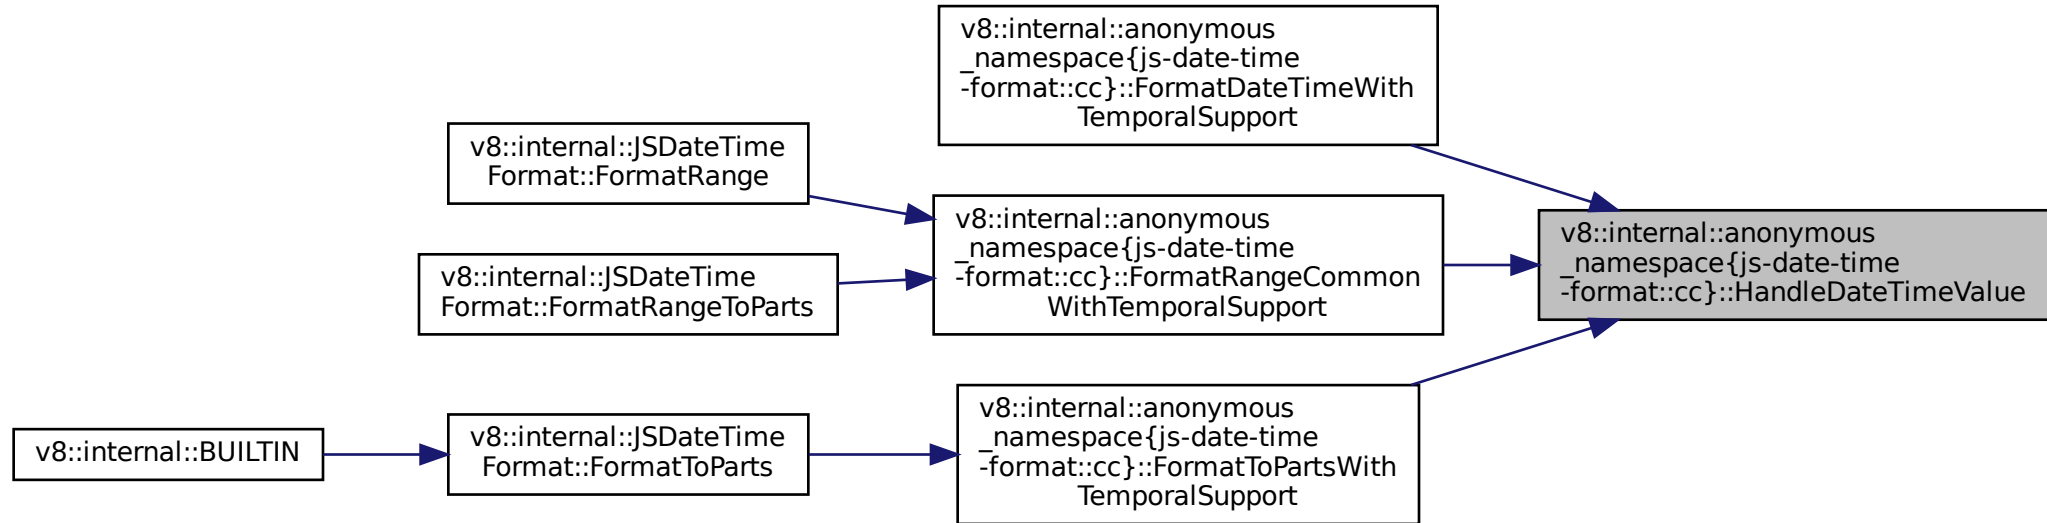 v8::internal::anonymous
_namespace{js-date-time
-format::cc}::FormatDateTimeWith
TemporalSupport
v8::internal::JSDateTime
Format::FormatRange
v8::internal::anonymous
_namespace{js-date-time
-format::cc}::FormatRangeCommon
WithTemporalSupport
v8::internal::anonymous
_namespace{js-date-time
-format::cc}::HandleDateTimeValue
v8::internal::JSDateTime
Format::FormatRangeToParts
v8::internal::BUILTIN
v8::internal::JSDateTime
Format::FormatToParts
v8::internal::anonymous
_namespace{js-date-time
-format::cc}::FormatToPartsWith
TemporalSupport